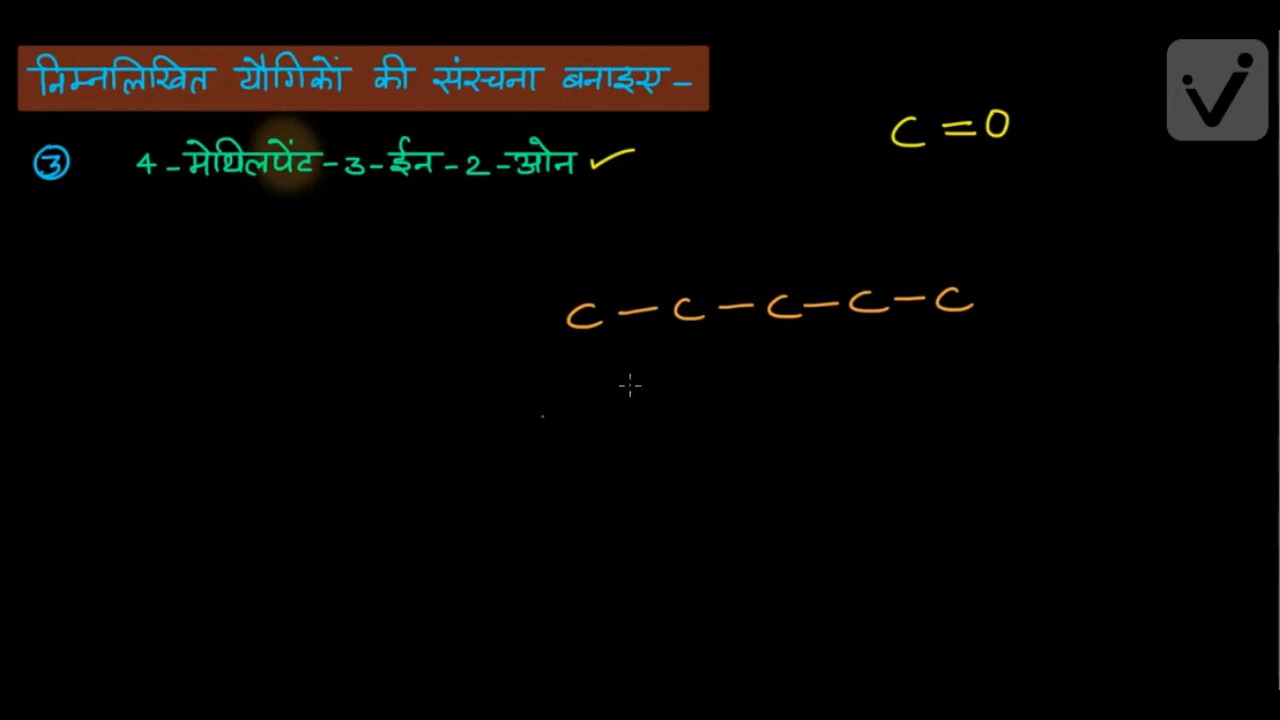 निम्नलिखित यौगिकों की संरचना बनाइए -
③ 4 - मेथिलपेंट - 3 - ईन - 2 - ओन ✓
C = O
C - C - C - C - C